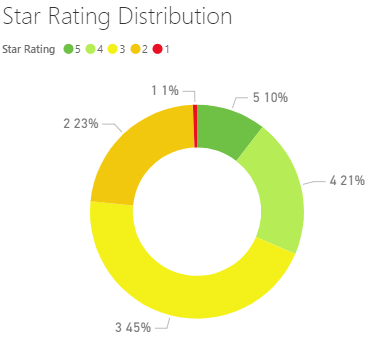 Star Rating Distribution
Star Rating 5 4 3 2 1
1 1%
5 10%
2 23%
4 21%
3 45%